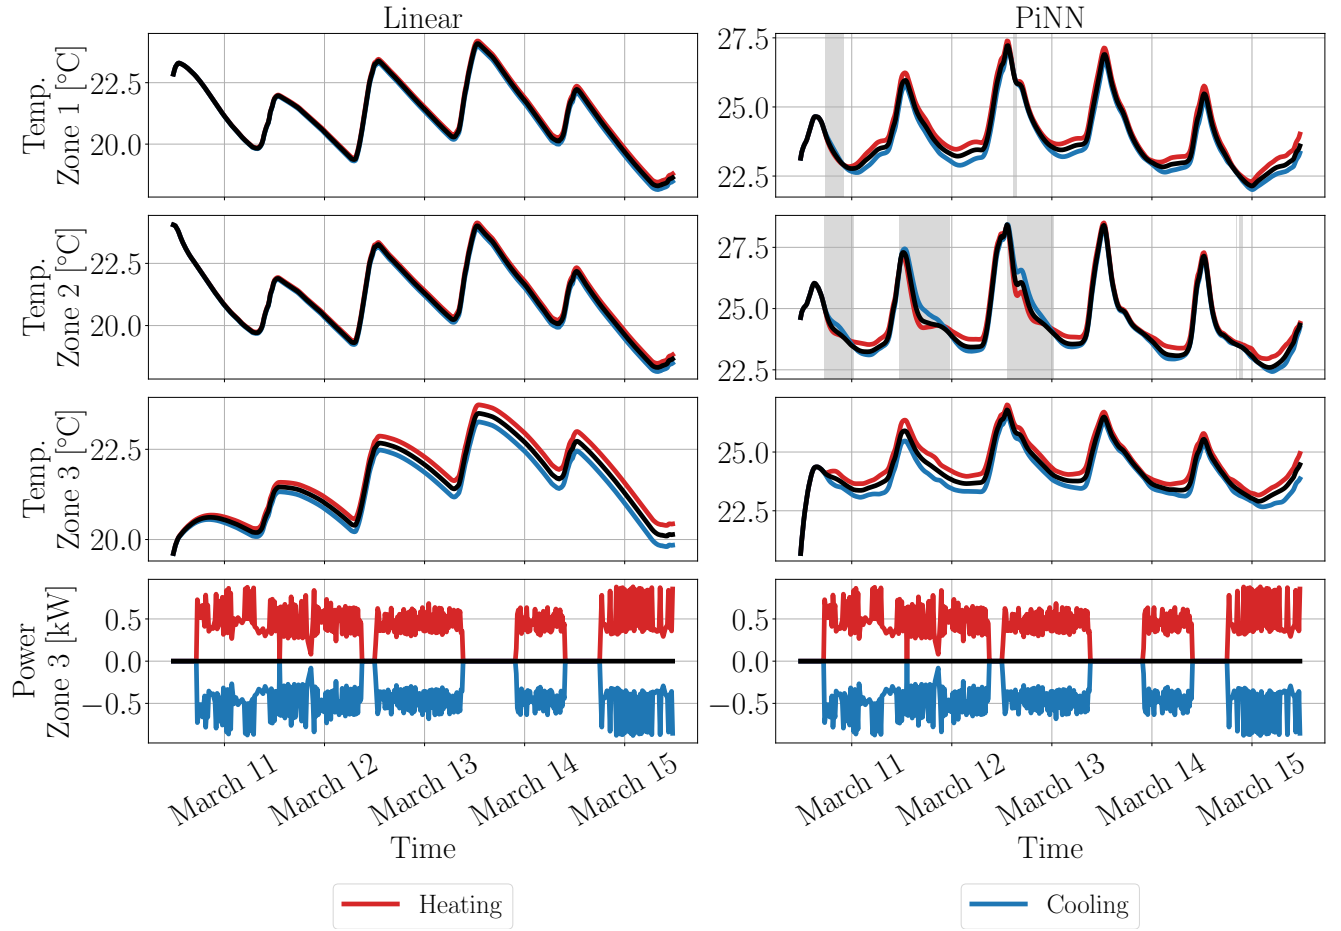 Linear
PiNN
Temp.
Zone 1 [°C]
22.5
20.0
27.5
25.0
22.5
Temp.
Zone 2 [°C]
22.5
20.0
27.5
25.0
22.5
Temp.
Zone 3 [°C]
22.5
20.0
25.0
22.5
Power
Zone 3 [kW]
0.5
0.0
−0.5
0.5
0.0
−0.5
March 11
March 12
March 13
March 14
March 15
March 11
March 12
March 13
March 14
March 15
Time
Time
Heating
Cooling